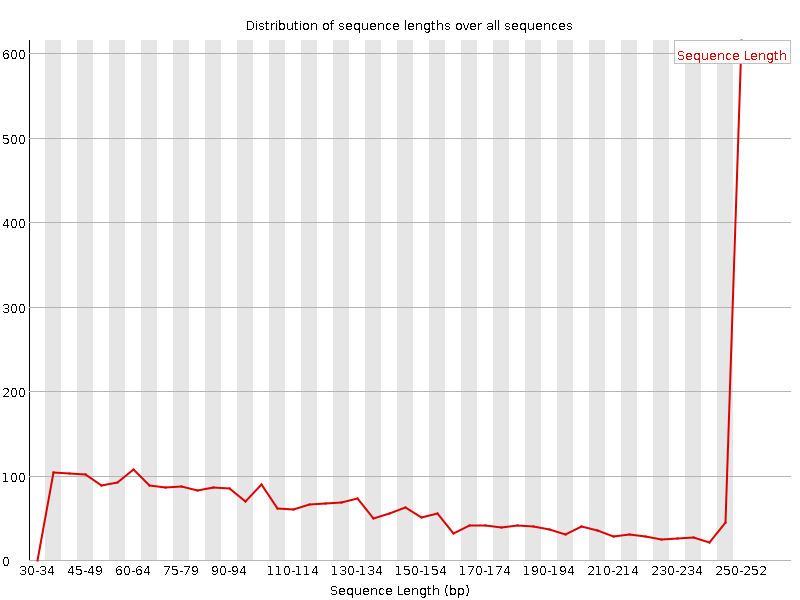 Distribution of sequence lengths over all sequences
Sequence Length
600
500
400
300
200
100
0
30-34 45-49 60-64 75-79 90-94 110-114 130-134 150-154 170-174 190-194 210-214 230-234 250-252
Sequence Length (bp)